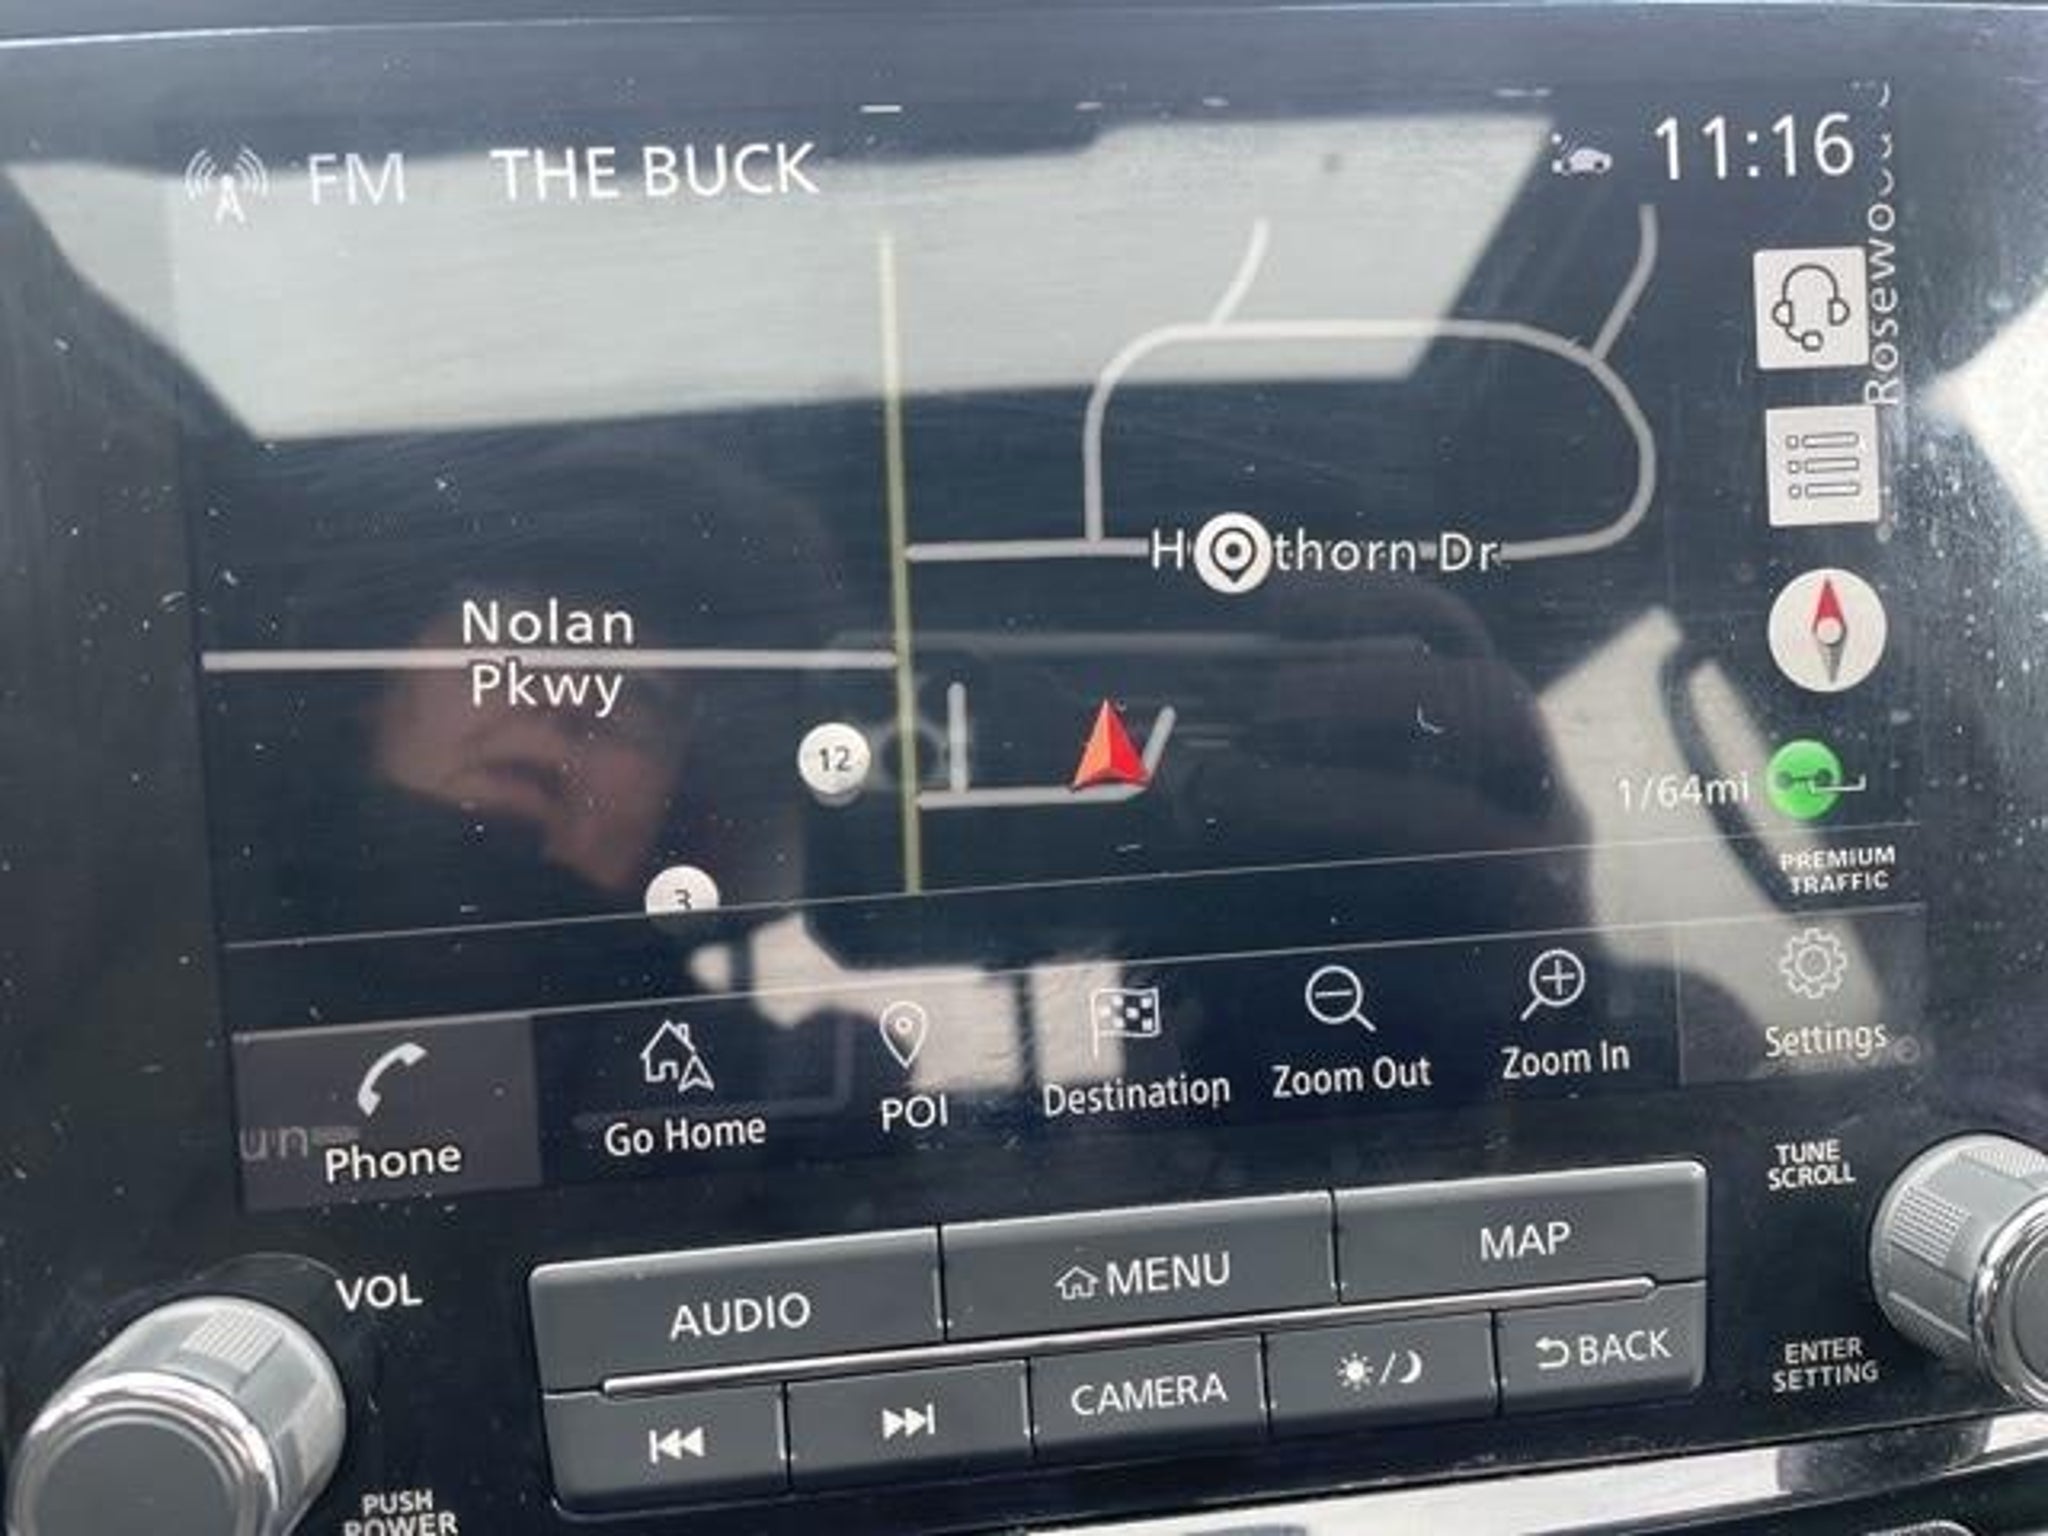 FM THE BUCK 11:16
Nolan
Pkwy
thorn Dr
12
3
1/64mi
PREMIUM
TRAFFIC
Phone
Go Home
POI
Destination
Zoom Out
Zoom In
Settings
VOL
PUSH
POWER
AUDIO
MENU
MAP
CAMERA
BACK
TUNE
SCROLL
ENTER
SETTING